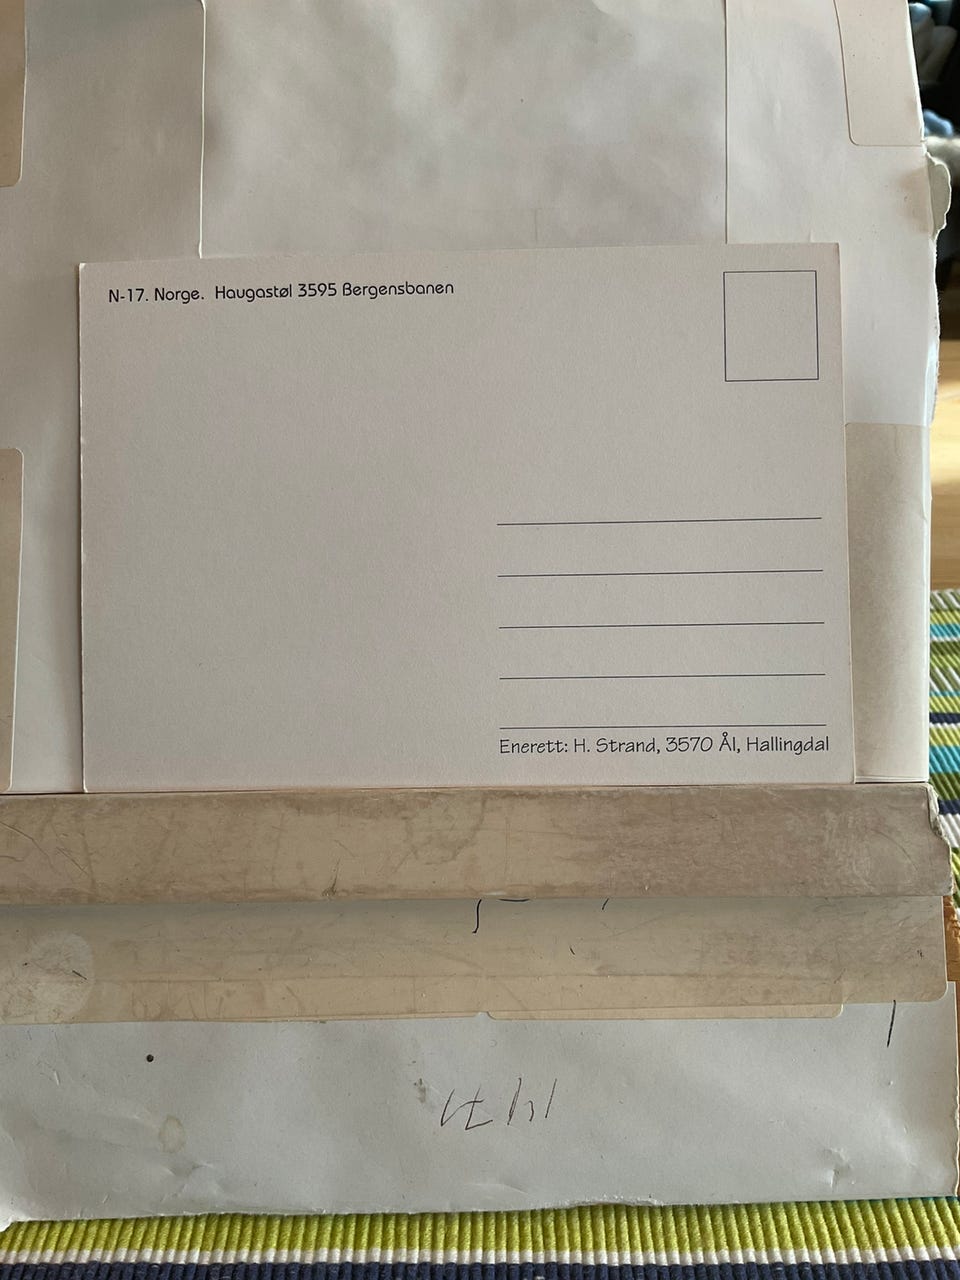 N-17. Norge. Haugastøl 3595 Bergensbanen
Enerett: H. Strand, 3570 Ål, Hallingdal